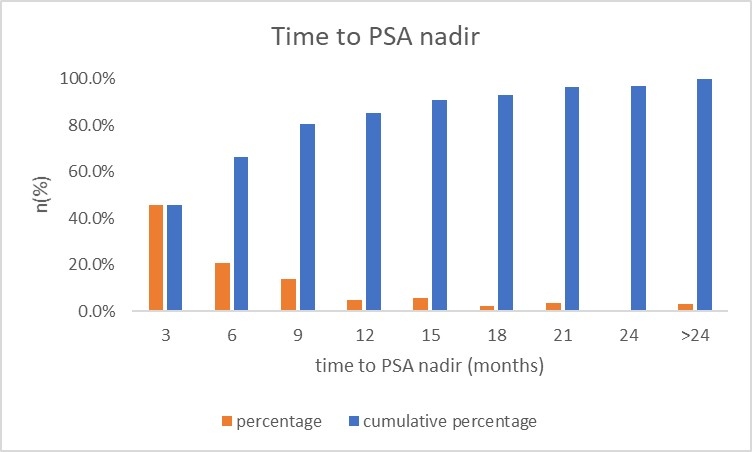 Time to PSA nadir
100.0%
80.0%
60.0%
40.0%
20.0%
0.0%
n(%)
3 6 9 12 15 18 21 24 >24
time to PSA nadir (months)
percentage cumulative percentage